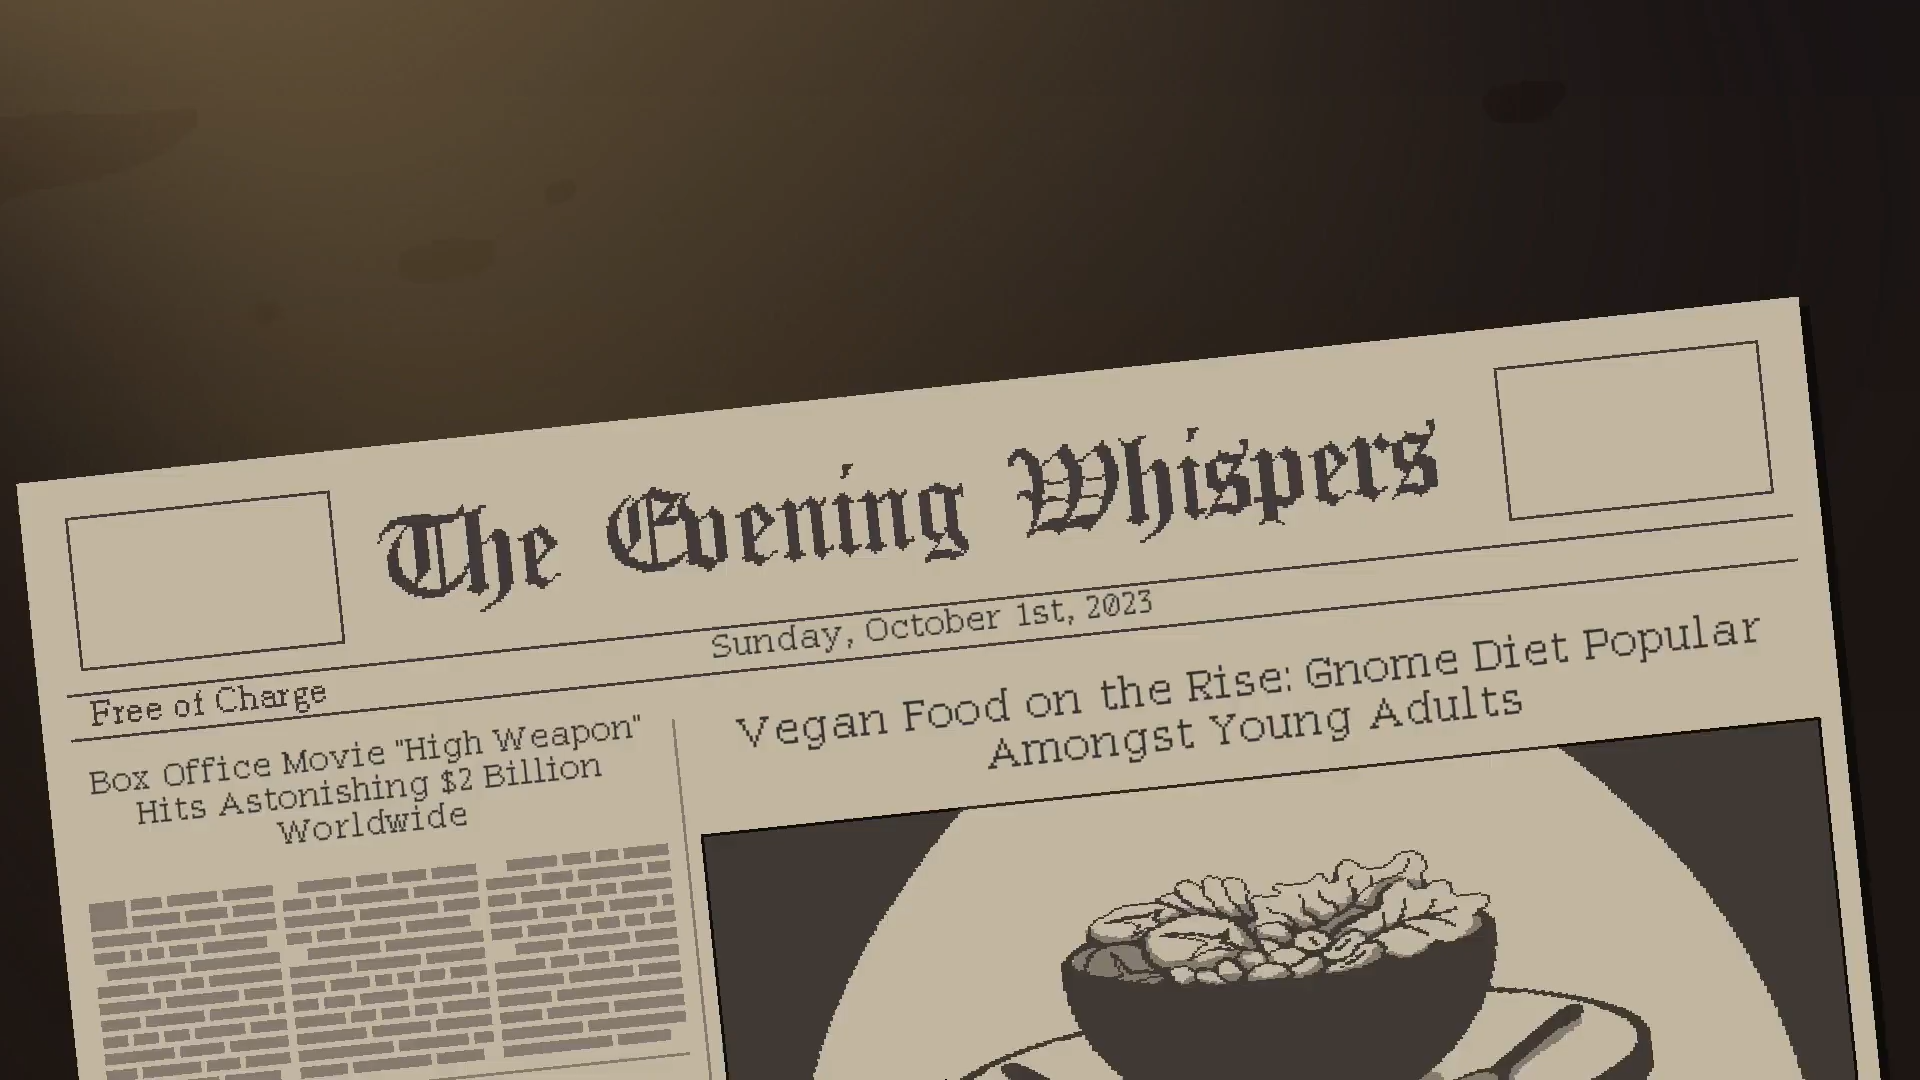 The Evening Whispers
Sunday, October 1st, 2023
Free of Charge
Box Office Movie "High Weapon"
Hits Astonishing $2 Billion
Worldwide
Vegan Food on the Rise: Gnome Diet Popular
Amongst Young Adults